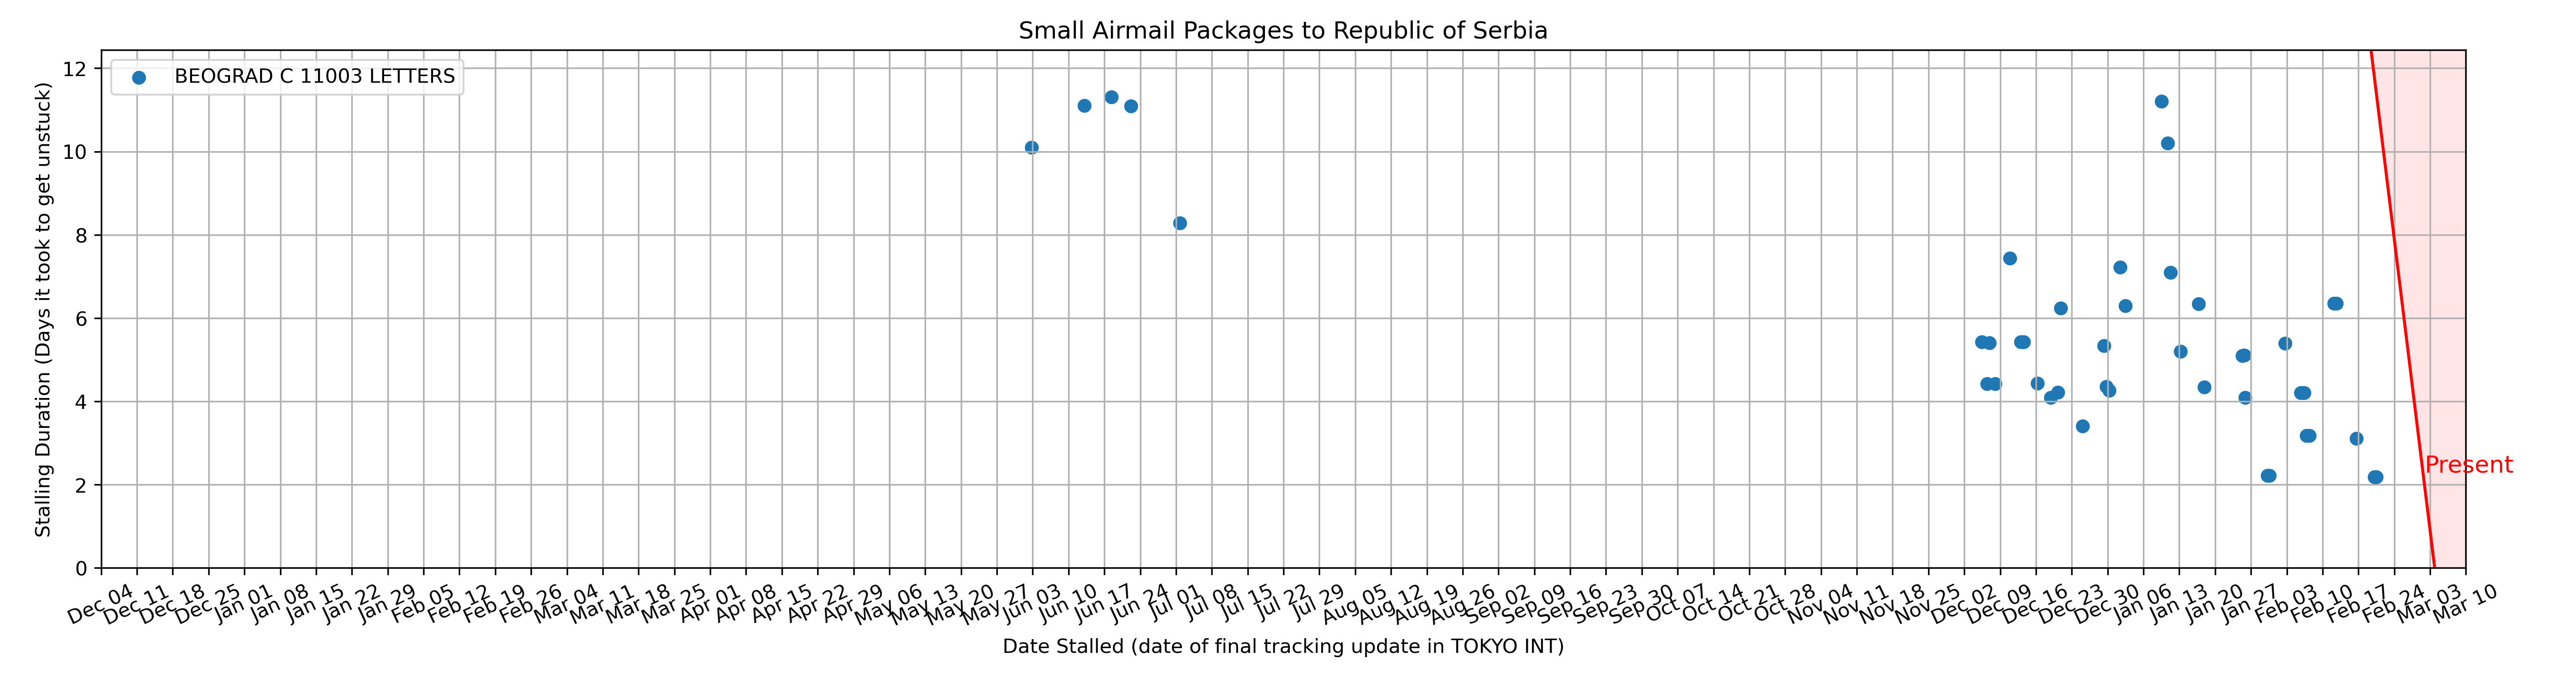 Small Airmail Packages to Republic of Serbia
BEOGRAD C 11003 LETTERS
Stalling Duration (Days it took to get unstuck)
12
10
8
6
4
2
0
Present
Dec 04
Dec 11
Dec 18
Dec 25
Jan 01
Jan 08
Jan 15
Jan 22
Jan 29
Feb 05
Feb 12
Feb 19
Feb 26
Mar 04
Mar 11
Mar 18
Mar 25
Apr 01
Apr 08
Apr 15
Apr 22
Apr 29
May 06
May 13
May 20
May 27
Jun 03
Jun 10
Jun 17
Jun 24
Jul 01
Jul 08
Jul 15
Jul 22
Jul 29
Aug 05
Aug 12
Aug 19
Aug 26
Sep 02
Sep 09
Sep 16
Sep 23
Sep 30
Oct 07
Oct 14
Oct 21
Oct 28
Nov 04
Nov 11
Nov 18
Nov 25
Dec 02
Dec 09
Dec 16
Dec 23
Dec 30
Jan 06
Jan 13
Jan 20
Jan 27
Feb 03
Feb 10
Feb 17
Feb 24
Mar 03
Mar 10
Date Stalled (date of final tracking update in TOKYO INT)